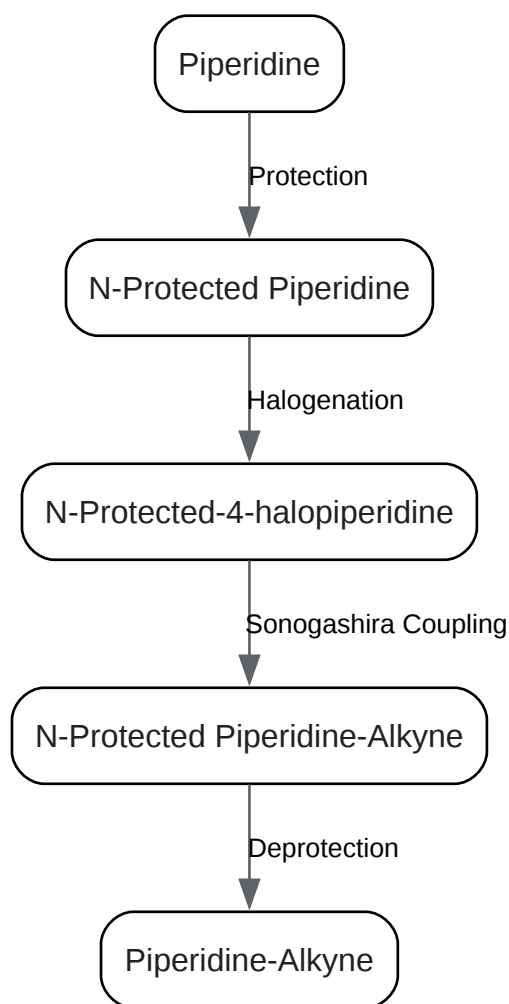 Piperidine
Protection
N-Protected Piperidine
Halogenation
N-Protected-4-halopiperidine
Sonogashira Coupling
N-Protected Piperidine-Alkyne
Deprotection
Piperidine-Alkyne